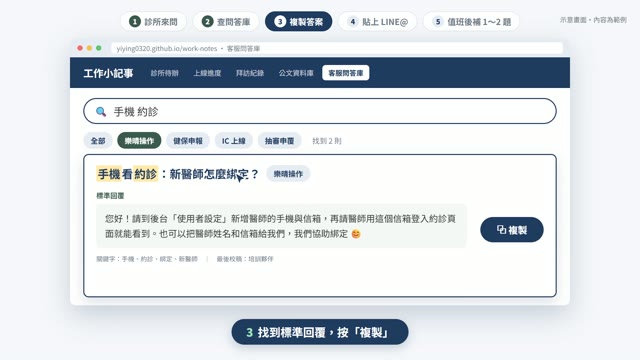 1 診所來問
2 查問答庫
3 複製答案
4 貼上 LINE@
5 值班後補 1～2 題
示意畫面・內容為範例
yiying0320.github.io/work-notes • 客服問答庫
工作小記事
診所待辦
上線進度
拜訪紀錄
公文資料庫
客服問答庫
手機 約診
全部
樂晴操作
健保申報
IC 上線
抽審申覆
找到 2 則
手機看約診：新醫師怎麼綁定？
樂晴操作
標準回覆
您好！請到後台「使用者設定」新增醫師的手機與信箱，再請醫師用這個信箱登入約診頁
面就能看到。也可以把醫師姓名和信箱給我們，我們協助綁定 😊
複製
關鍵字：手機、約診、綁定、新醫師 | 最後校稿：培訓夥伴
3 找到標準回覆，按「複製」